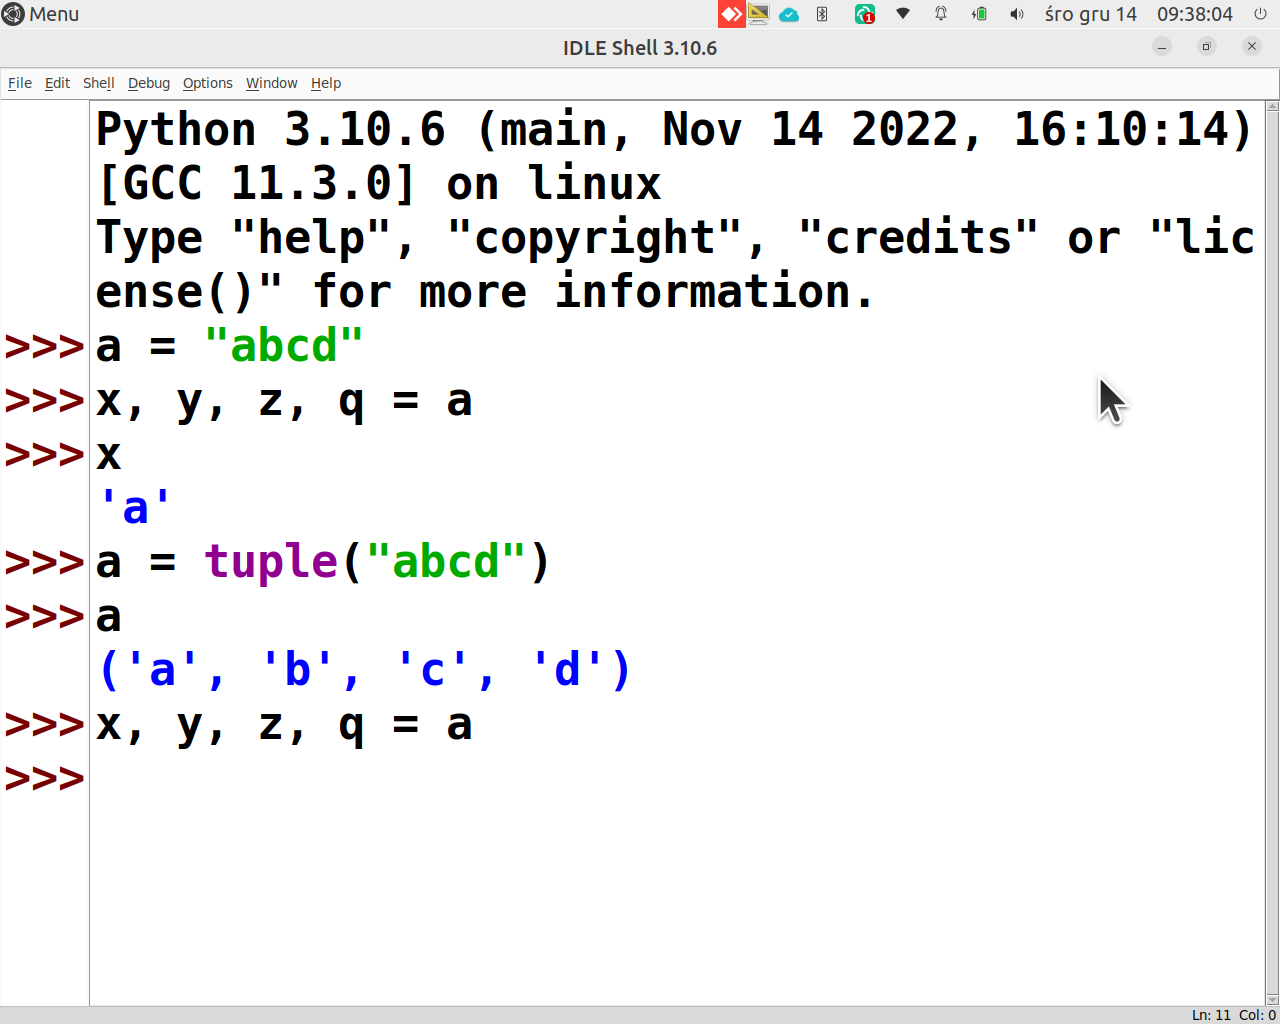 Menu
1
śro gru 14
09:38:04
IDLE Shell 3.10.6
File Edit Shell Debug Options Window Help
Python 3.10.6 (main, Nov 14 2022, 16:10:14)
[GCC 11.3.0] on linux
Type "help", "copyright", "credits" or "lic
ense()" for more information.
>>> a = "abcd"
>>> x, y, z, q = a
>>> x
'a'
>>> a = tuple("abcd")
>>> a
('a', 'b', 'c', 'd')
>>> x, y, z, q = a
>>>
Ln: 11 Col: 0